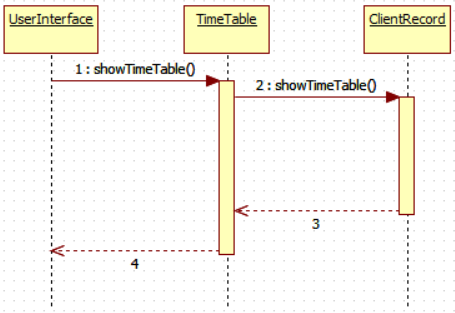 UserInterface
TimeTable
ClientRecord
1 : showTimeTable()
2 : showTimeTable()
3
4